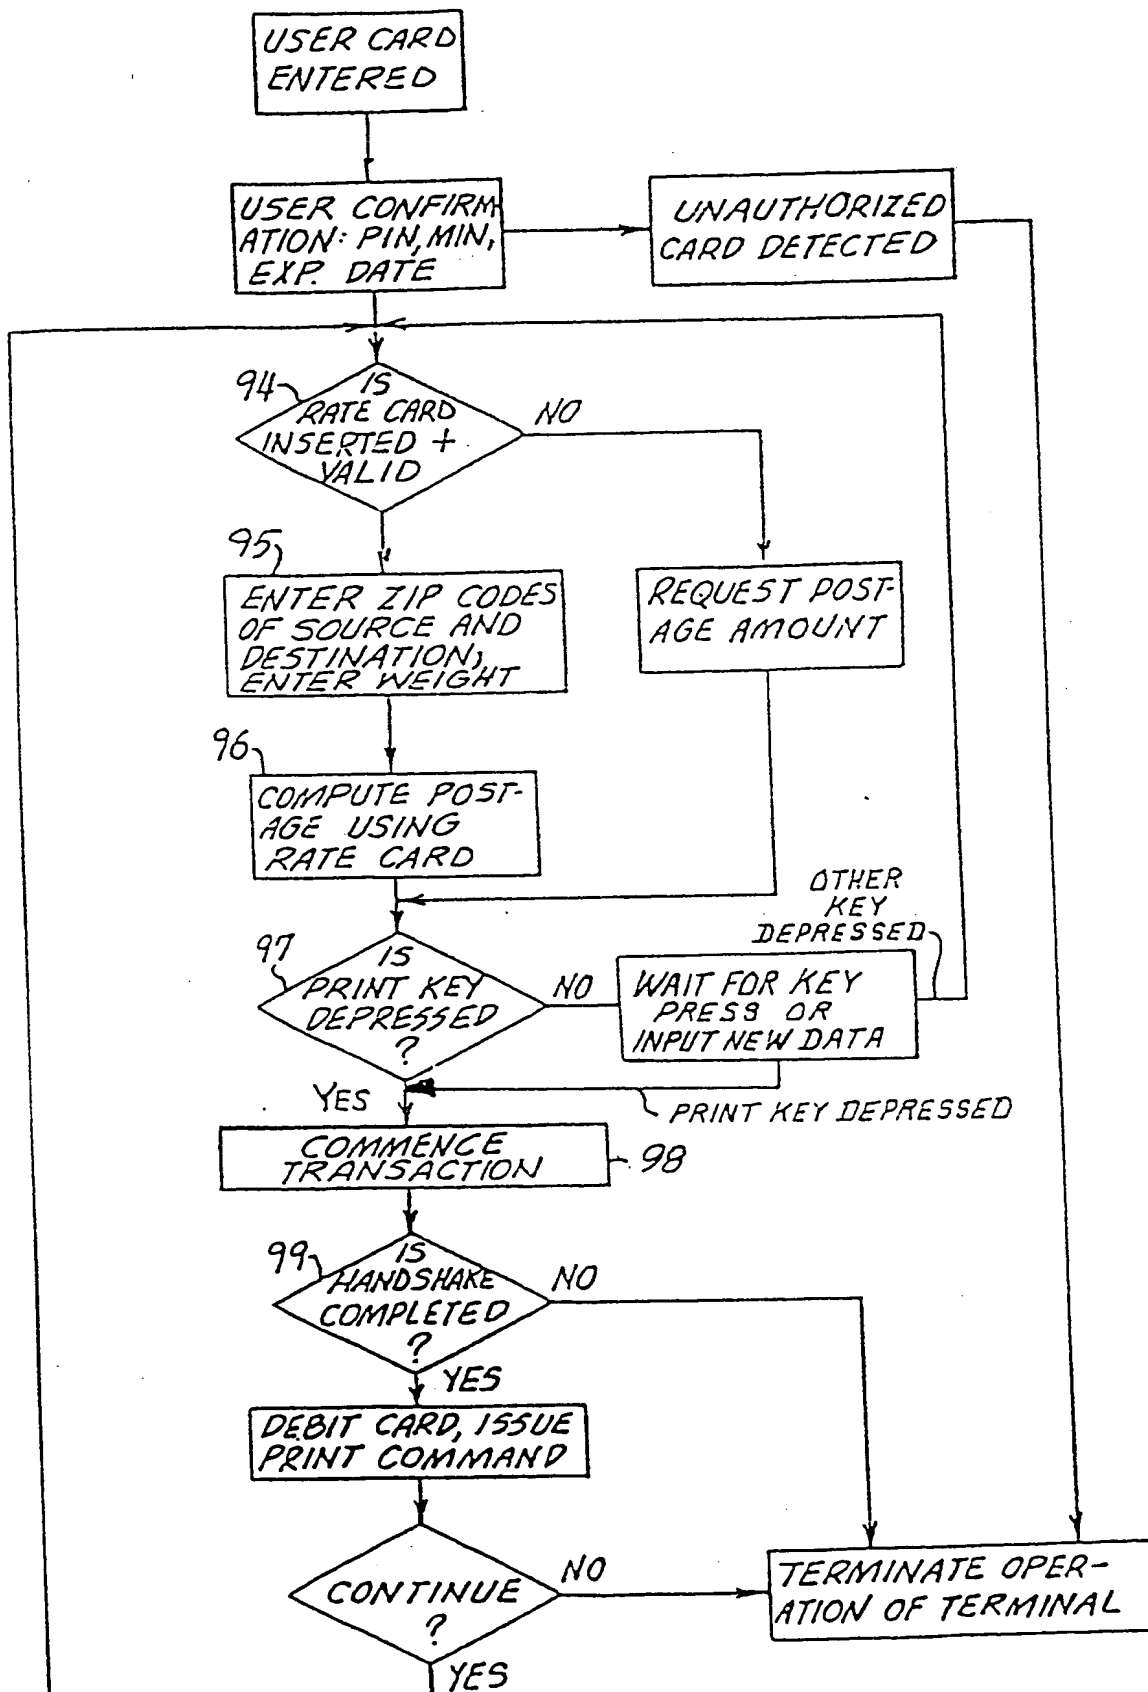 USER CARD
ENTERED
USER CONFIRM-
ATION: PIN, MIN,
EXP. DATE
UNAUTHORIZED
CARD DETECTED
94
IS
RATE CARD
INSERTED +
VALID
NO
95
ENTER ZIP CODES
OF SOURCE AND
DESTINATION,
ENTER WEIGHT
REQUEST POST-
AGE AMOUNT
96
COMPUTE POST-
AGE USING
RATE CARD
OTHER
KEY
DEPRESSED
97
IS
PRINT KEY
DEPRESSED
?
NO
WAIT FOR KEY
PRESS OR
INPUT NEW DATA
YES
PRINT KEY DEPRESSED
COMMENCE
TRANSACTION
98
99
IS
HANDSHAKE
COMPLETED
?
NO
YES
DEBIT CARD, ISSUE
PRINT COMMAND
CONTINUE
?
NO
TERMINATE OPER-
ATION OF TERMINAL
YES